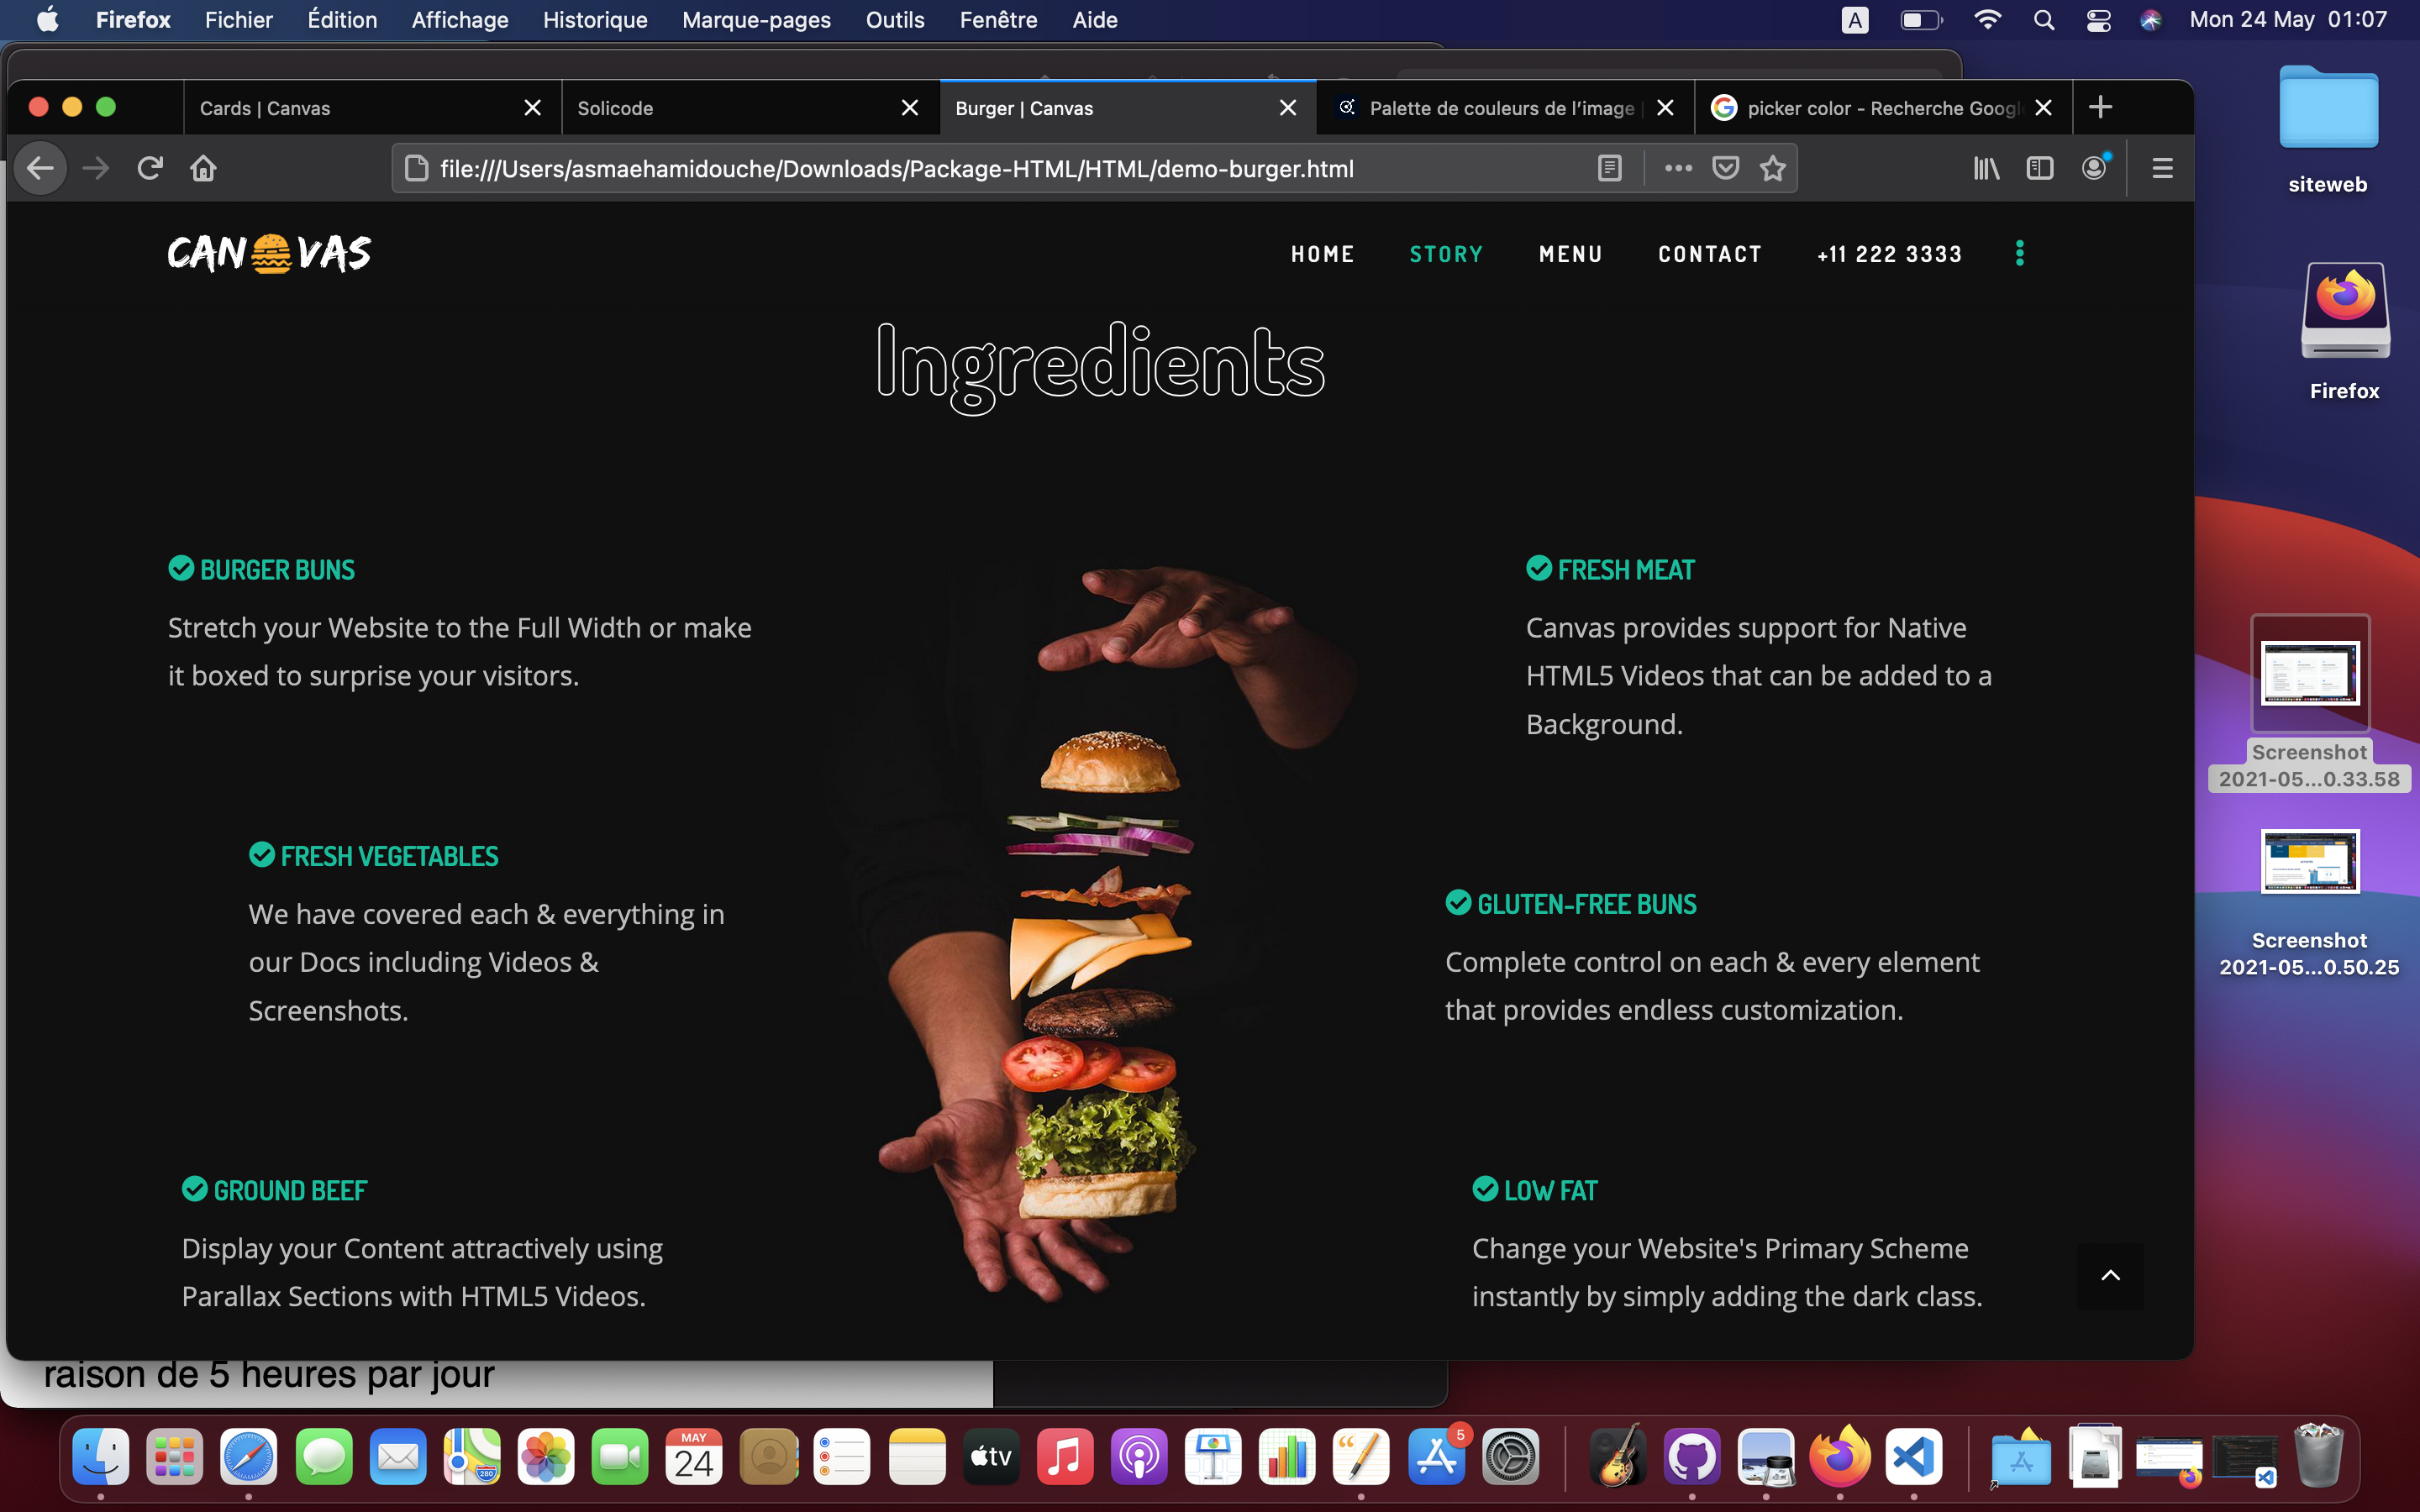 Firefox Fichier Édition Affichage Historique Marque-pages Outils Fenêtre Aide
A Mon 24 May 01:07
Cards | Canvas
Solicode
Burger | Canvas
Palette de couleurs de l’image |
picker color - Recherche Googl
file:///Users/asmaehamidouche/Downloads/Package-HTML/HTML/demo-burger.html
CAN VAS
HOME STORY MENU CONTACT +11 222 3333
Ingredients
BURGER BUNS
Stretch your Website to the Full Width or make
it boxed to surprise your visitors.
FRESH VEGETABLES
We have covered each & everything in
our Docs including Videos &
Screenshots.
GROUND BEEF
Display your Content attractively using
Parallax Sections with HTML5 Videos.
FRESH MEAT
Canvas provides support for Native
HTML5 Videos that can be added to a
Background.
GLUTEN-FREE BUNS
Complete control on each & every element
that provides endless customization.
LOW FAT
Change your Website's Primary Scheme
instantly by simply adding the dark class.
siteweb
Firefox
Screenshot
2021-05...0.33.58
Screenshot
2021-05...0.50.25
raison de 5 heures par jour
280
MAY
24
tv
5